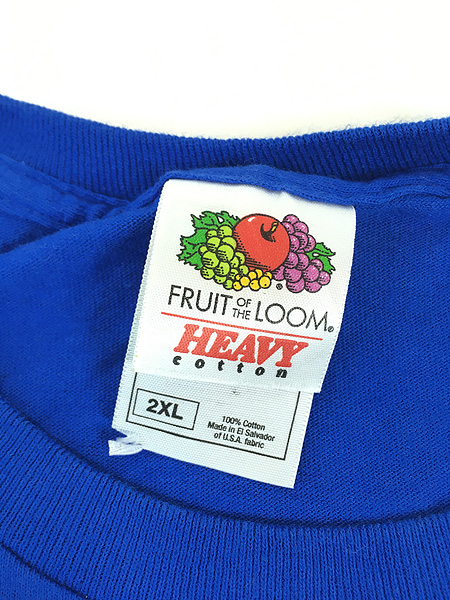 FRUIT OF THE LOOM®
HEAVY
cotton
2XL
100% Cotton
Made in El Salvador
of U.S.A. fabric